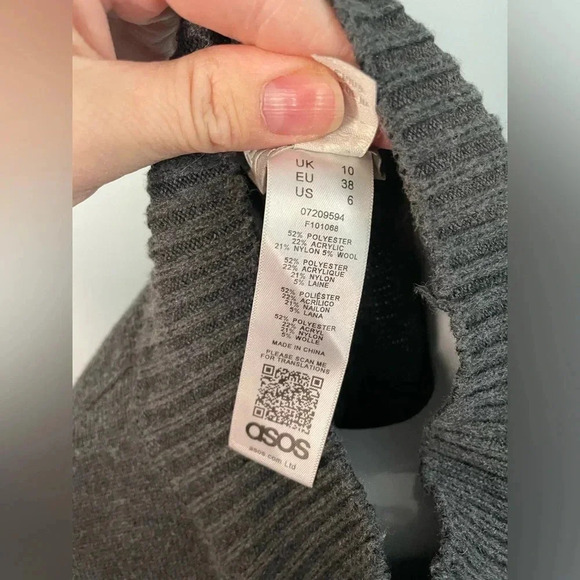 UK 10
EU 38
US 6
07209594
F101068
52% POLYESTER
22% ACRYLIC
21% NYLON 5% WOOL
52% POLYESTER
22% ACRYLIQUE
21% NYLON
5% LAINE
52% POLIÉSTER
22% ACRÍLICO
21% NAILON
5% LANA
52% POLYESTER
22% ACRYL
21% NYLON
5% WOLLE
MADE IN CHINA
PLEASE SCAN ME
FOR TRANSLATIONS
asos
asos.com Ltd